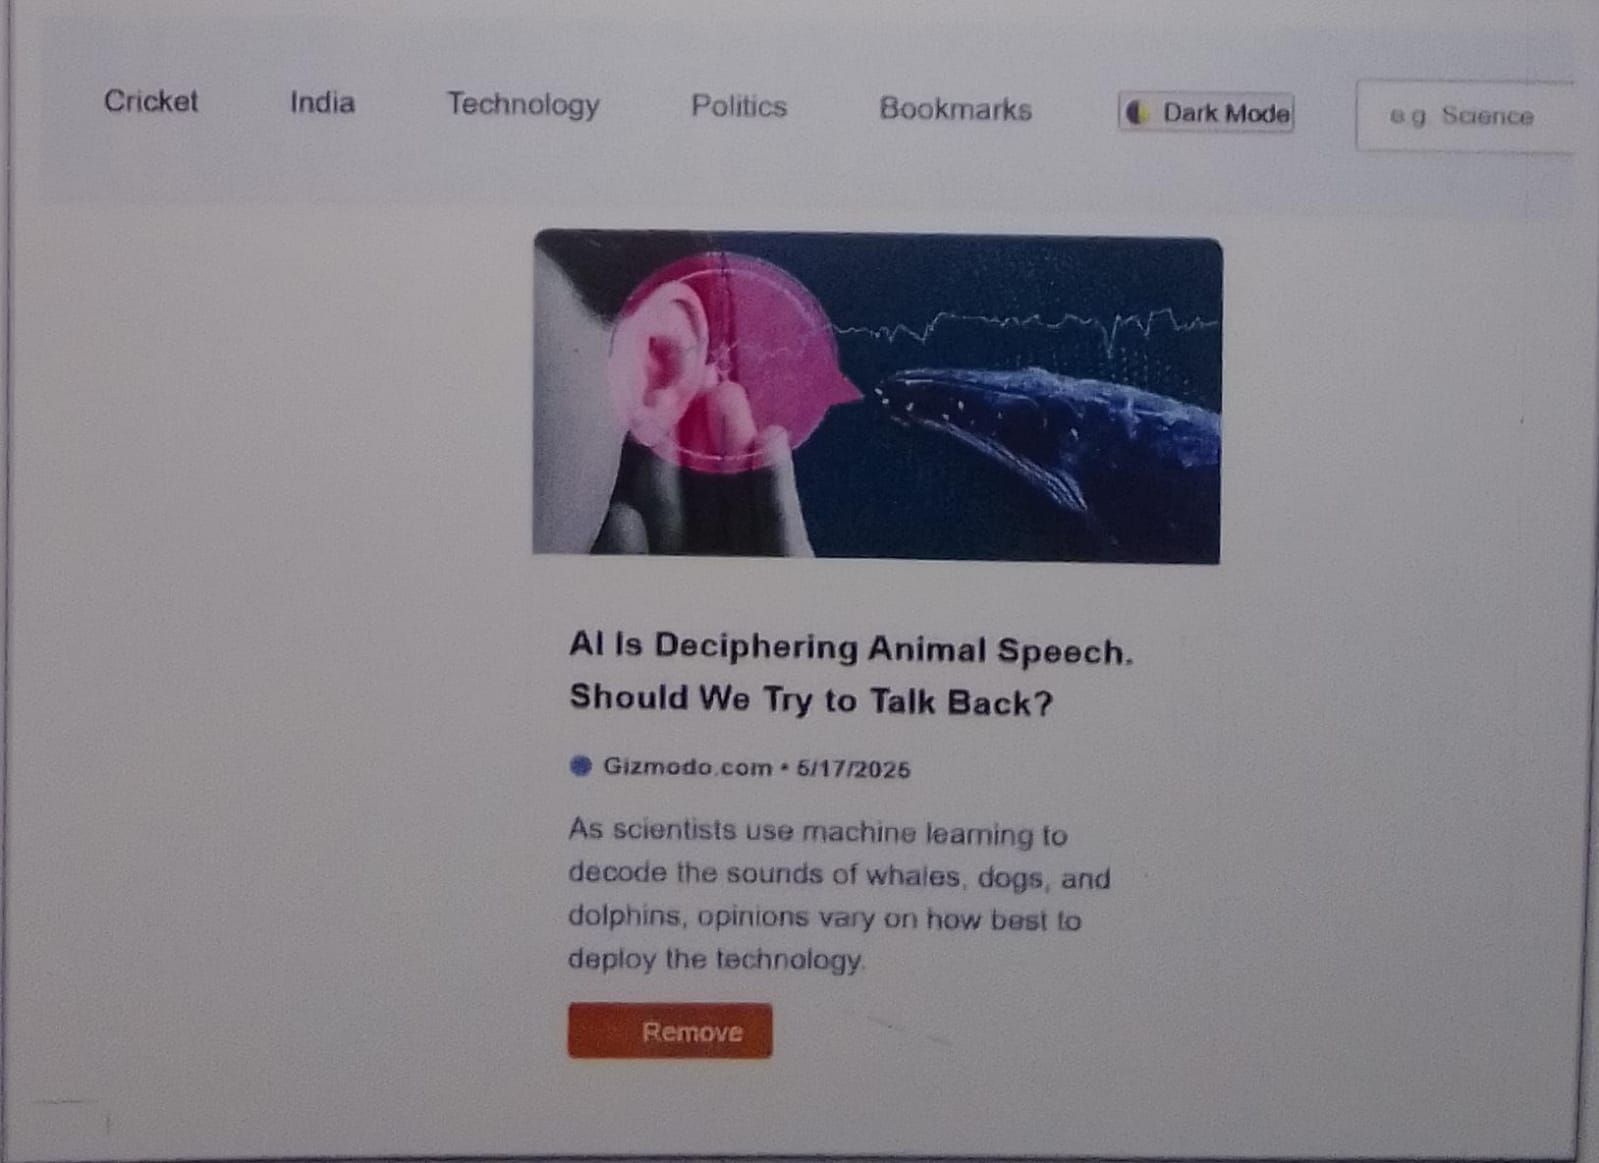 Cricket India Technology Politics Bookmarks Dark Mode e.g. Science
AI Is Deciphering Animal Speech.
Should We Try to Talk Back?
Gizmodo.com • 5/17/2025
As scientists use machine learning to
decode the sounds of whales, dogs, and
dolphins, opinions vary on how best to
deploy the technology.
Remove